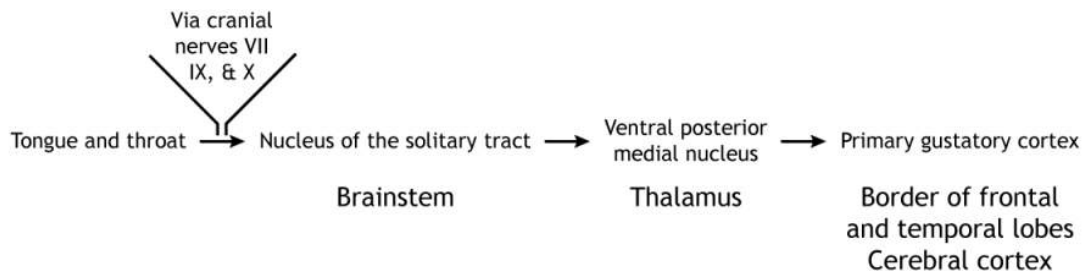 Via cranial
nerves VII
IX, & X
Tongue and throat
Nucleus of the solitary tract
Ventral posterior
medial nucleus
Primary gustatory cortex
Brainstem
Thalamus
Border of frontal
and temporal lobes
Cerebral cortex